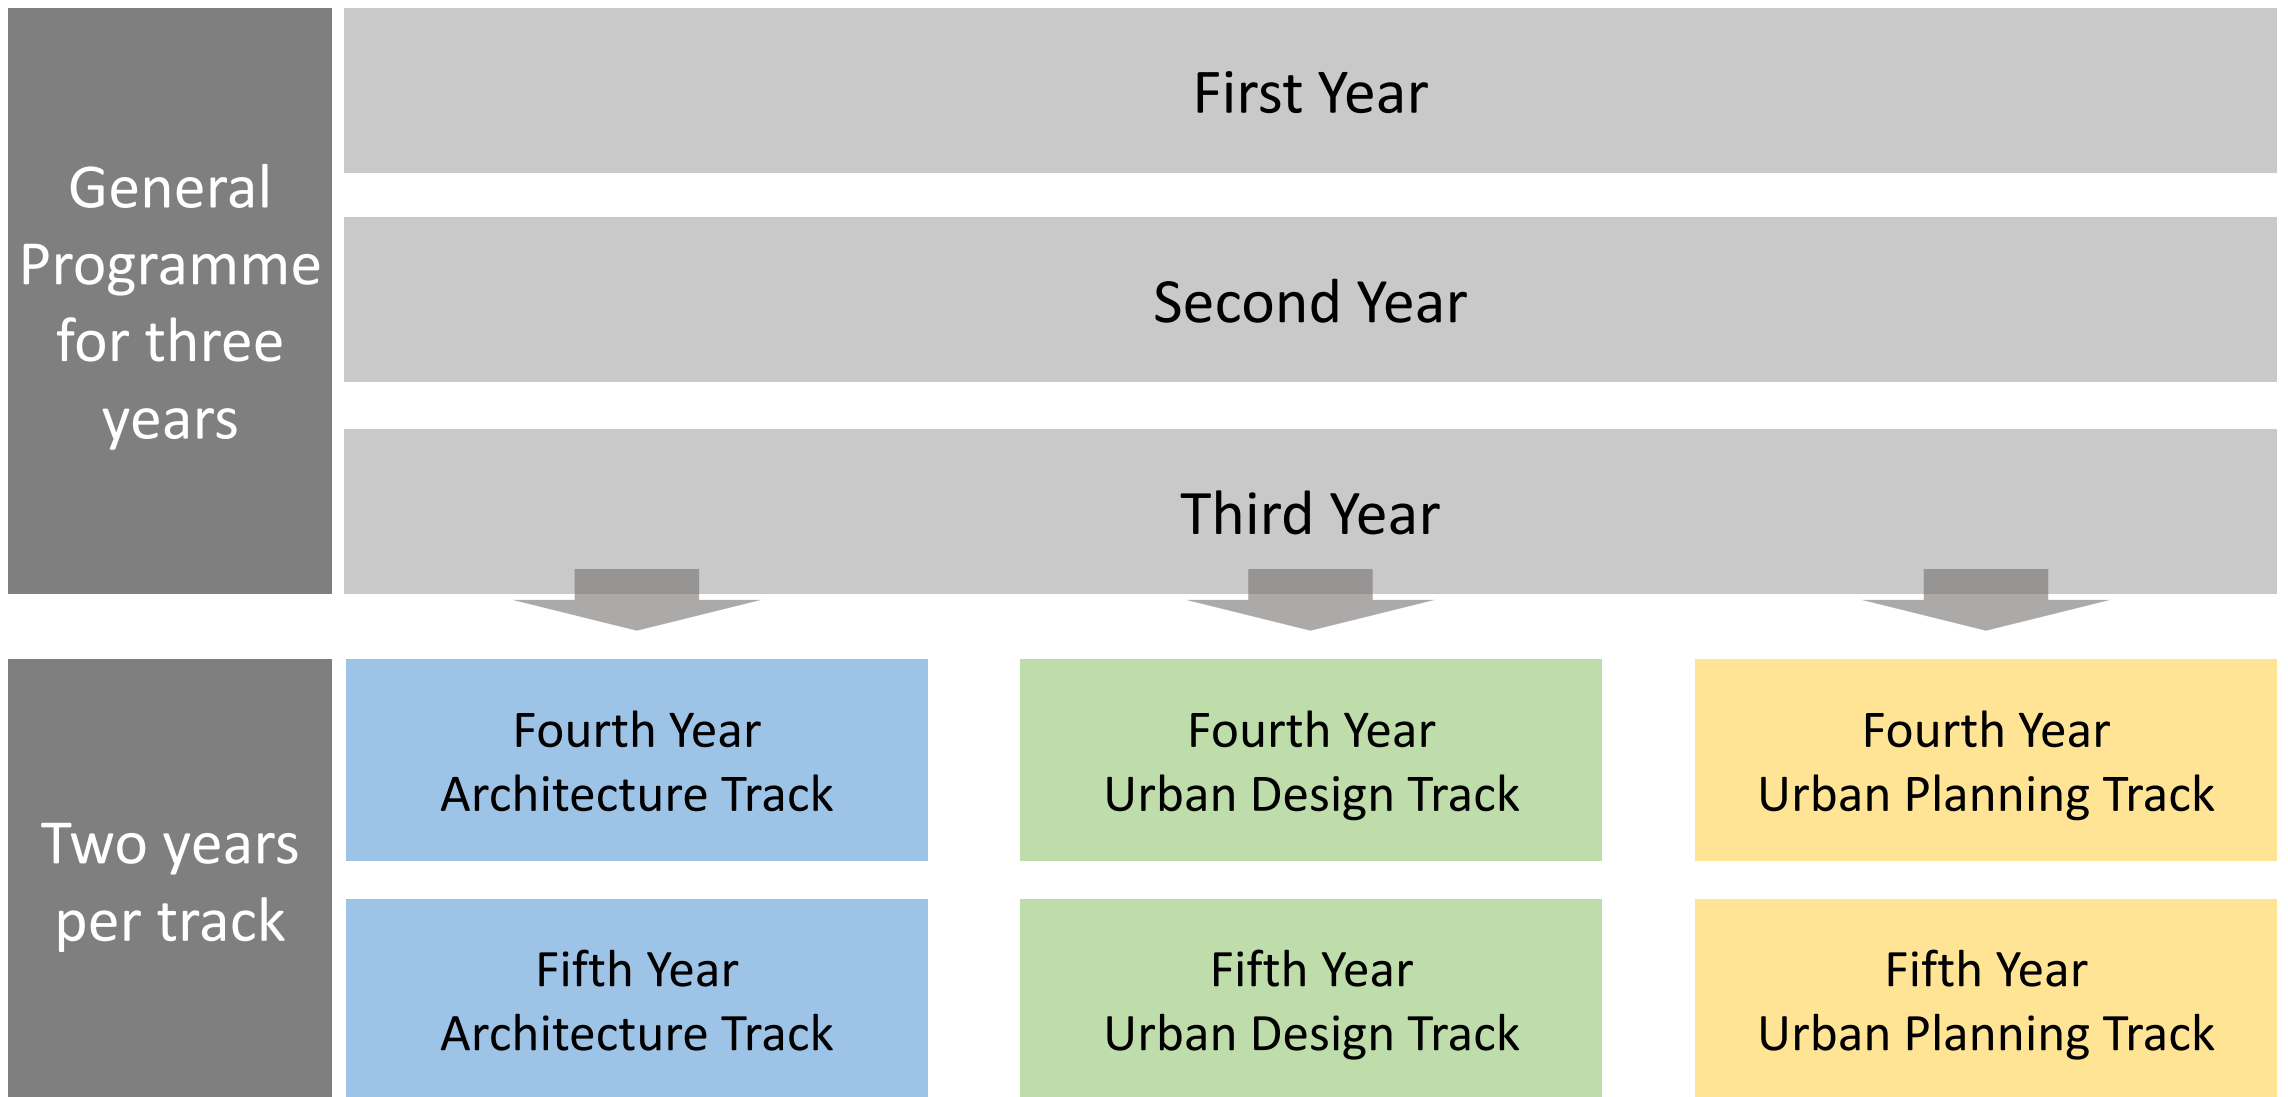 General
Programme
for three
years
First Year
Second Year
Third Year
Two years
per track
Fourth Year
Architecture Track
Fourth Year
Urban Design Track
Fourth Year
Urban Planning Track
Fifth Year
Architecture Track
Fifth Year
Urban Design Track
Fifth Year
Urban Planning Track